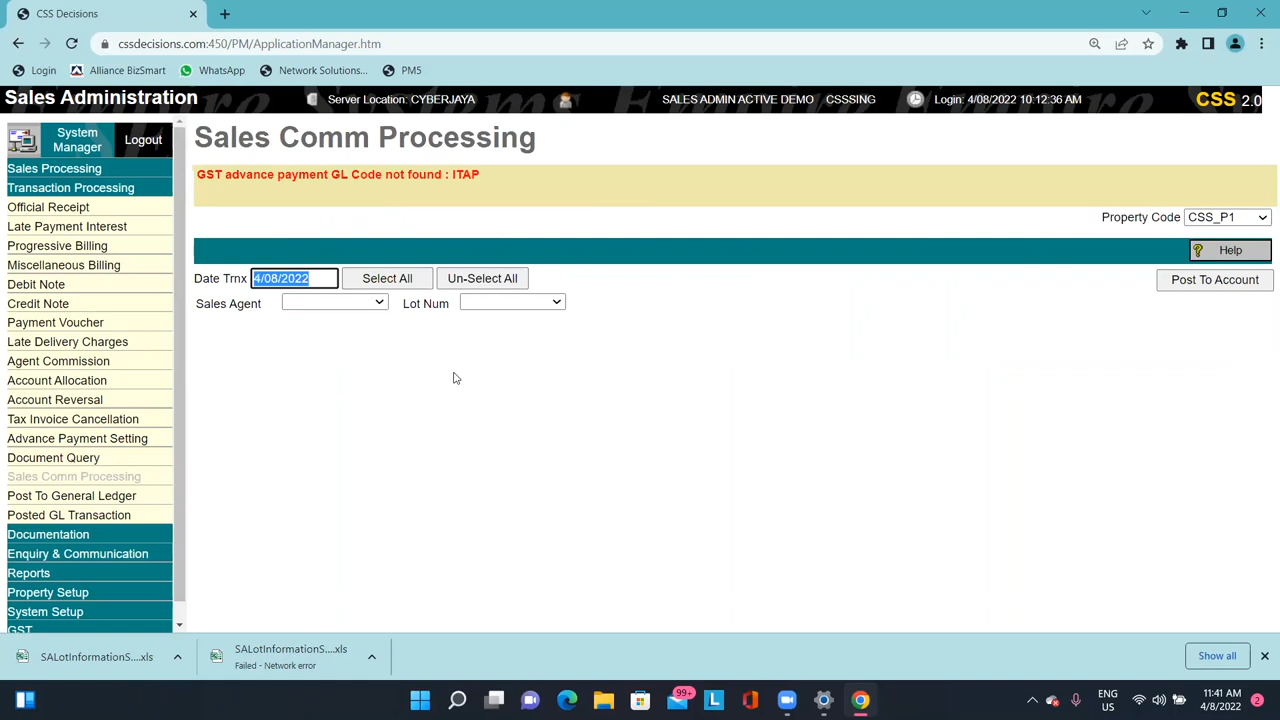 CSS Decisions
cssdecisions.com:450/PM/ApplicationManager.htm
Login
Alliance BizSmart
WhatsApp
Network Solutions...
PM5
Sales Administration
Server Location: CYBERJAYA
SALES ADMIN ACTIVE DEMO
CSSSING
Login: 4/08/2022 10:12:36 AM
CSS 2.0
System Manager
Logout
Sales Processing
Transaction Processing
Official Receipt
Late Payment Interest
Progressive Billing
Miscellaneous Billing
Debit Note
Credit Note
Payment Voucher
Late Delivery Charges
Agent Commission
Account Allocation
Account Reversal
Tax Invoice Cancellation
Advance Payment Setting
Document Query
Sales Comm Processing
Post To General Ledger
Posted GL Transaction
Documentation
Enquiry & Communication
Reports
Property Setup
System Setup
GST
Sales Comm Processing
GST advance payment GL Code not found : ITAP
Property Code CSS_P1
Help
Date Trnx 4/08/2022 Select All Un-Select All
Post To Account
Sales Agent Lot Num
SALotInformationS....xls
SALotInformationS....xls
Failed - Network error
Show all
99+
ENG
US
11:41 AM
4/8/2022
2